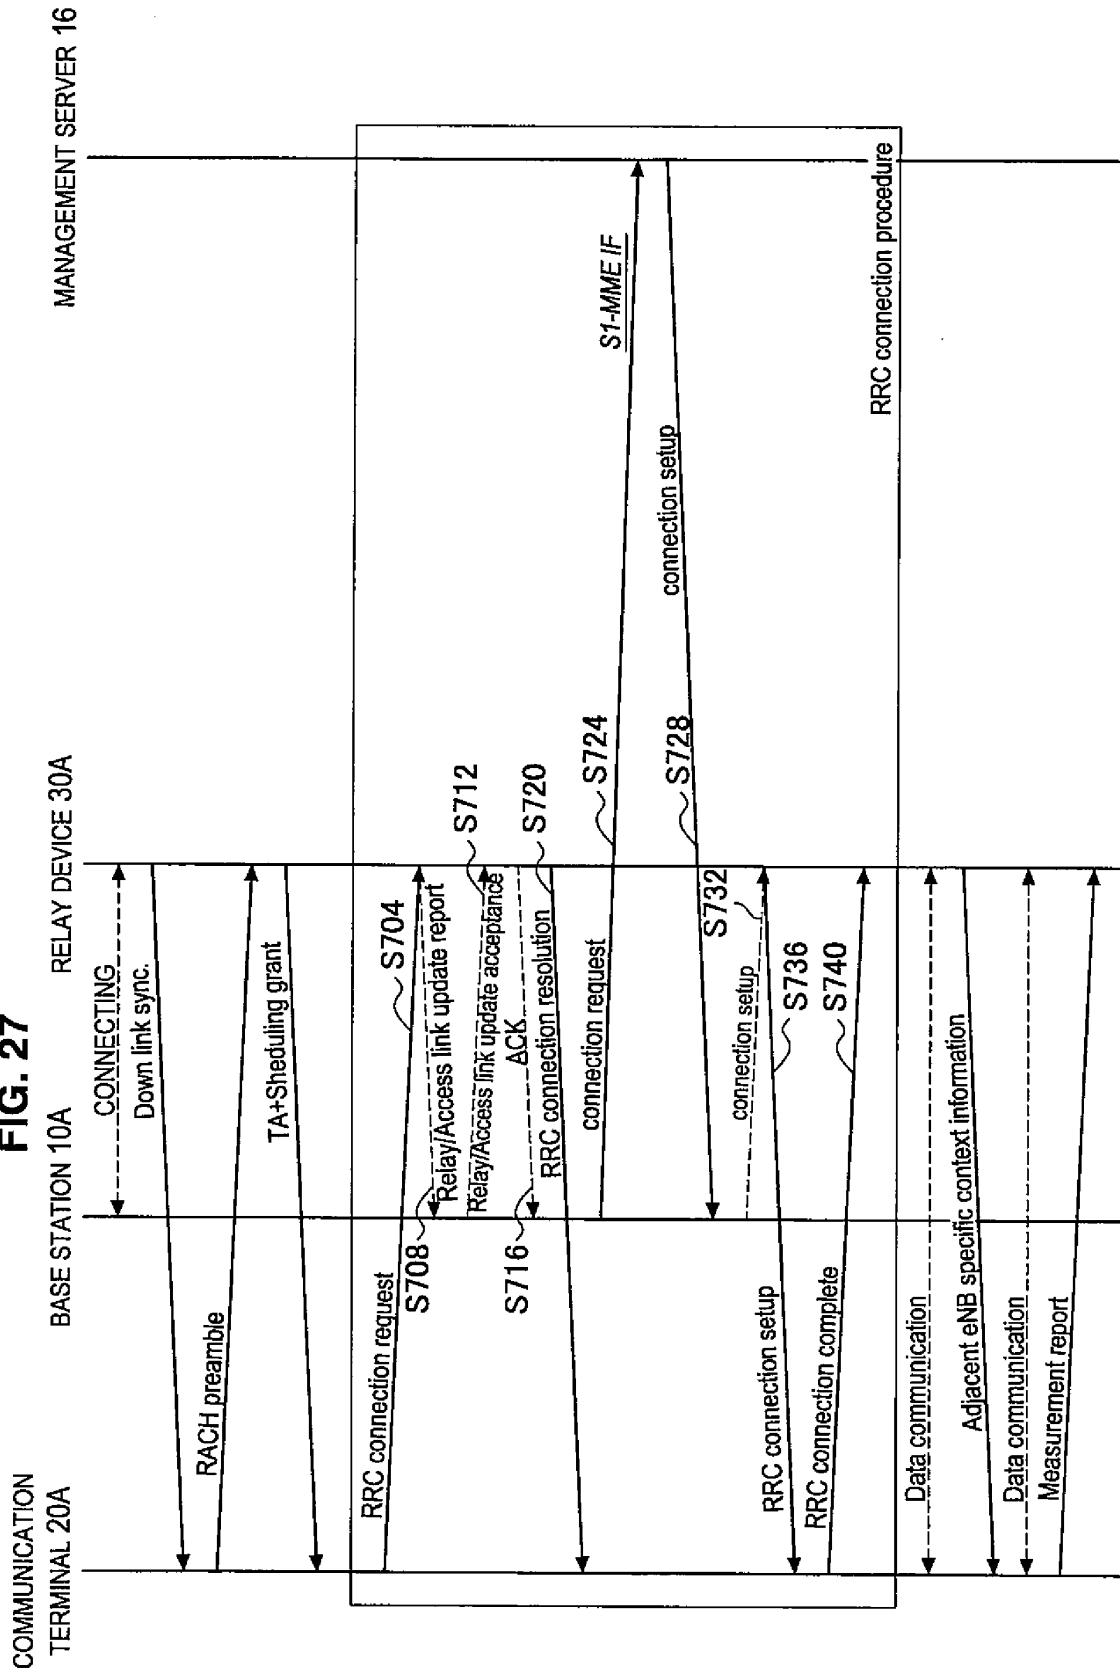 FIG. 27
COMMUNICATION
TERMINAL 20A
BASE STATION 10A
RELAY DEVICE 30A
MANAGEMENT SERVER 16
CONNECTING
Down link sync.
RACH preamble
TA+Sheduling grant
RRC connection request
S704
S708
Relay/Access link update report
S712
Relay/Access link update acceptance
S716
ACK
S720
RRC connection resolution
connection request
S724
S1-MME IF
connection setup
S728
S732
connection setup
RRC connection setup
S736
RRC connection complete
S740
RRC connection procedure
Data communication
Adjacent eNB specific context information
Data communication
Measurement report